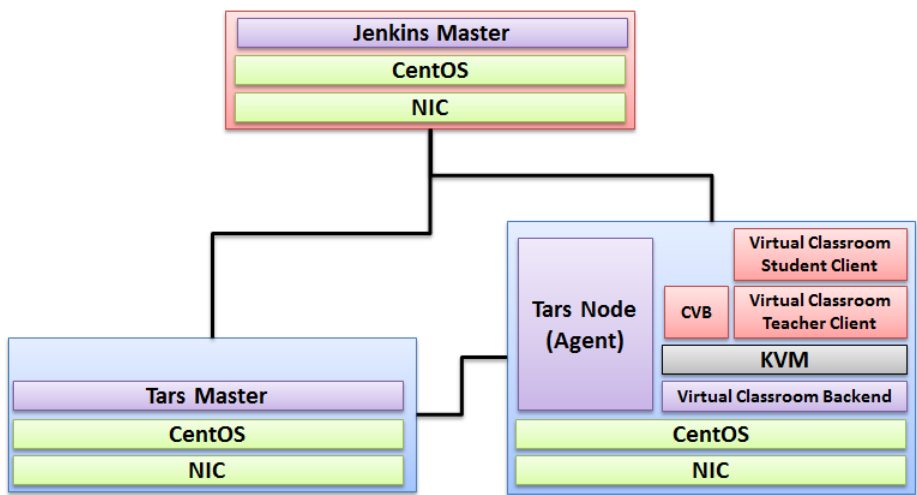 Jenkins Master
CentOS
NIC
Tars Master
CentOS
NIC
Tars Node
(Agent)
Virtual Classroom
Student Client
CVB
Virtual Classroom
Teacher Client
KVM
Virtual Classroom Backend
CentOS
NIC